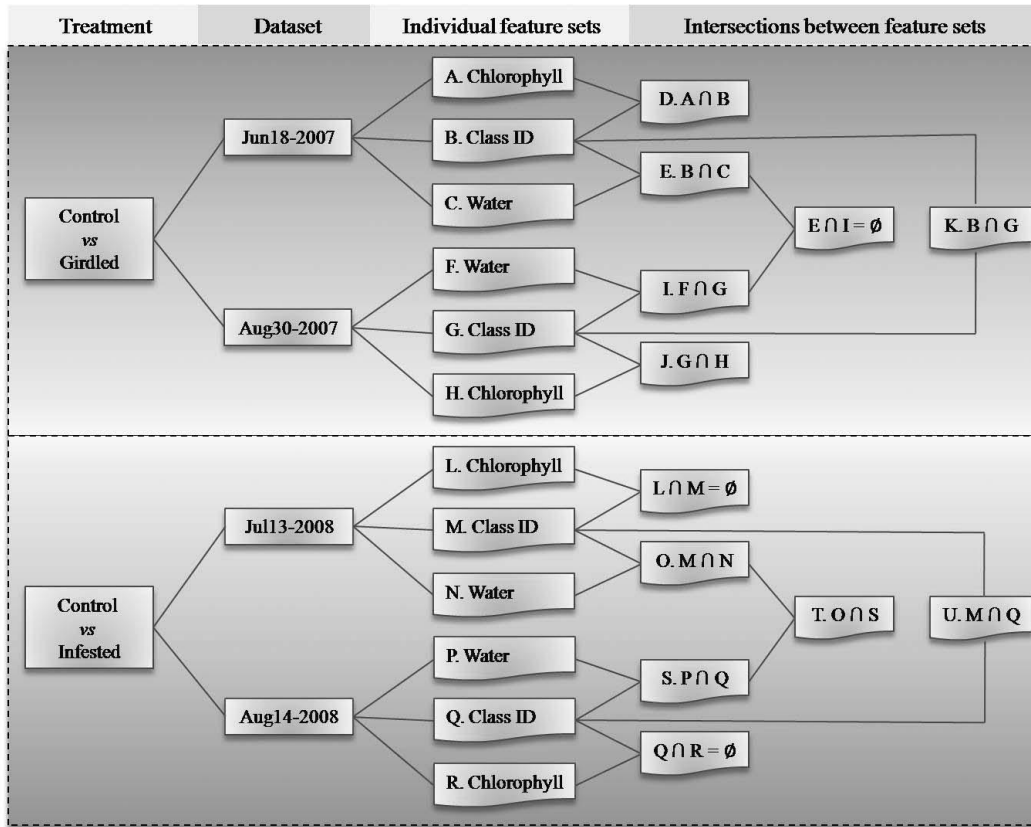 Treatment
Dataset
Individual feature sets
Intersections between feature sets
Control
vs
Girdled
Jun18-2007
Aug30-2007
A. Chlorophyll
B. Class ID
C. Water
F. Water
G. Class ID
H. Chlorophyll
D. A ∩ B
E. B ∩ C
I. F ∩ G
J. G ∩ H
E ∩ I = Ø
K. B ∩ G
Control
vs
Infested
Jul13-2008
Aug14-2008
L. Chlorophyll
M. Class ID
N. Water
P. Water
Q. Class ID
R. Chlorophyll
L ∩ M = Ø
O. M ∩ N
S. P ∩ Q
Q ∩ R = Ø
T. O ∩ S
U. M ∩ Q